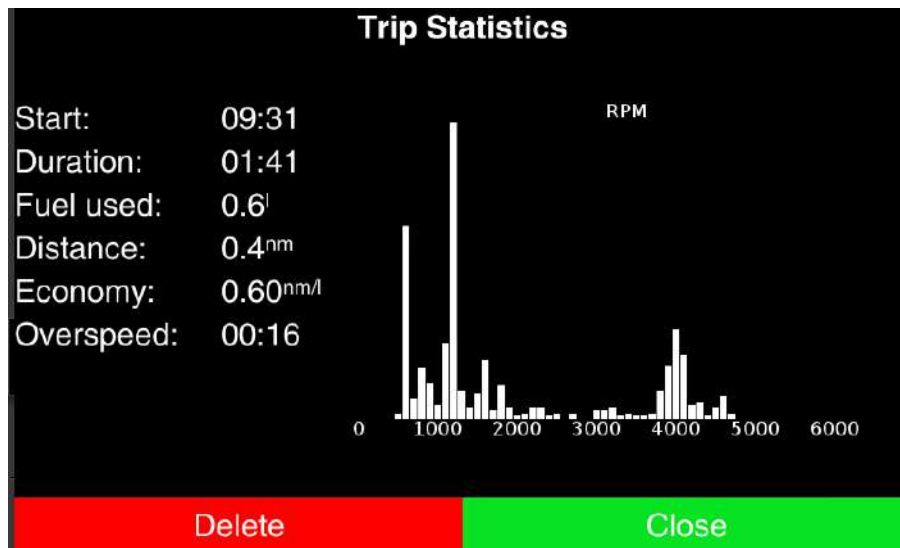 Trip Statistics
Start: 09:31
Duration: 01:41
Fuel used: 0.6l
Distance: 0.4nm
Economy: 0.60nm/l
Overspeed: 00:16
RPM
0 1000 2000 3000 4000 5000 6000
Delete Close